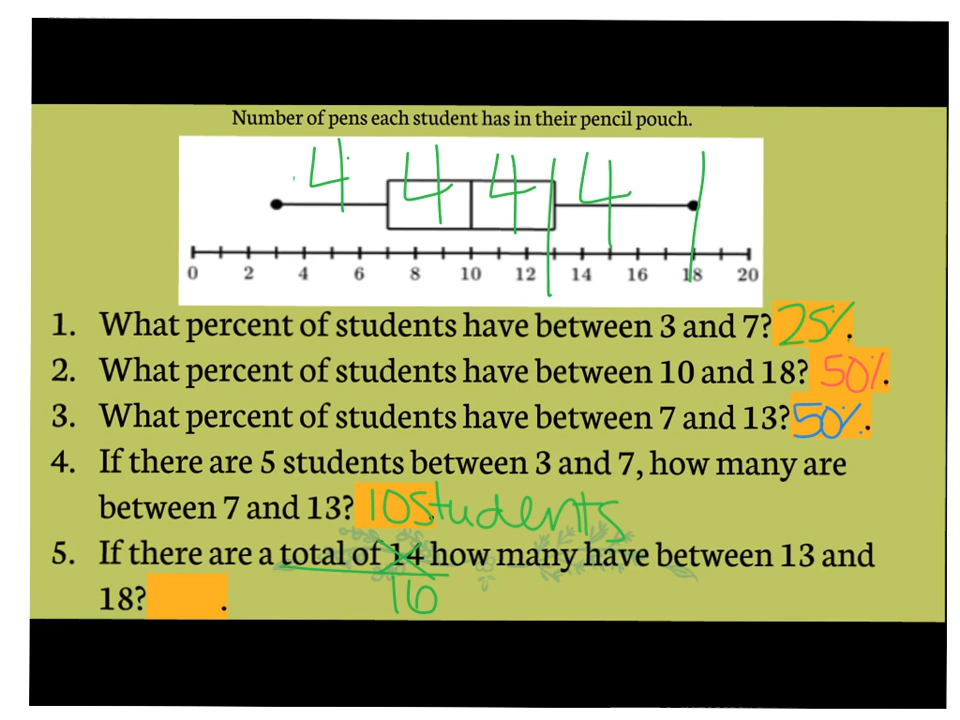 Number of pens each student has in their pencil pouch.
4 4 4 4
0 2 4 6 8 10 12 14 16 18 20
1. What percent of students have between 3 and 7? 25%.
2. What percent of students have between 10 and 18? 50%.
3. What percent of students have between 7 and 13? 50%.
4. If there are 5 students between 3 and 7, how many are
between 7 and 13? 10 students
5. If there are a total of 14 how many have between 13 and
16
18? .